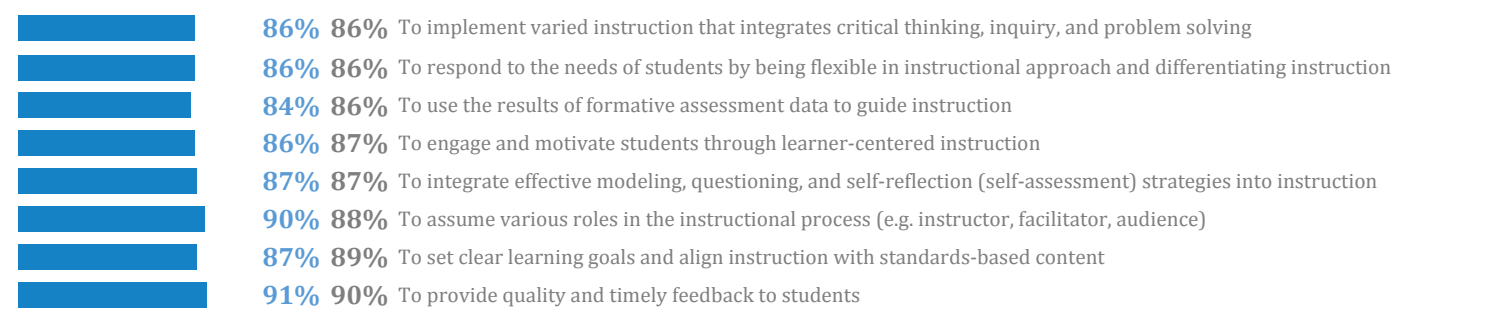 86% 86% To implement varied instruction that integrates critical thinking, inquiry, and problem solving
86% 86% To respond to the needs of students by being flexible in instructional approach and differentiating instruction
84% 86% To use the results of formative assessment data to guide instruction
86% 87% To engage and motivate students through learner-centered instruction
87% 87% To integrate effective modeling, questioning, and self-reflection (self-assessment) strategies into instruction
90% 88% To assume various roles in the instructional process (e.g. instructor, facilitator, audience)
87% 89% To set clear learning goals and align instruction with standards-based content
91% 90% To provide quality and timely feedback to students